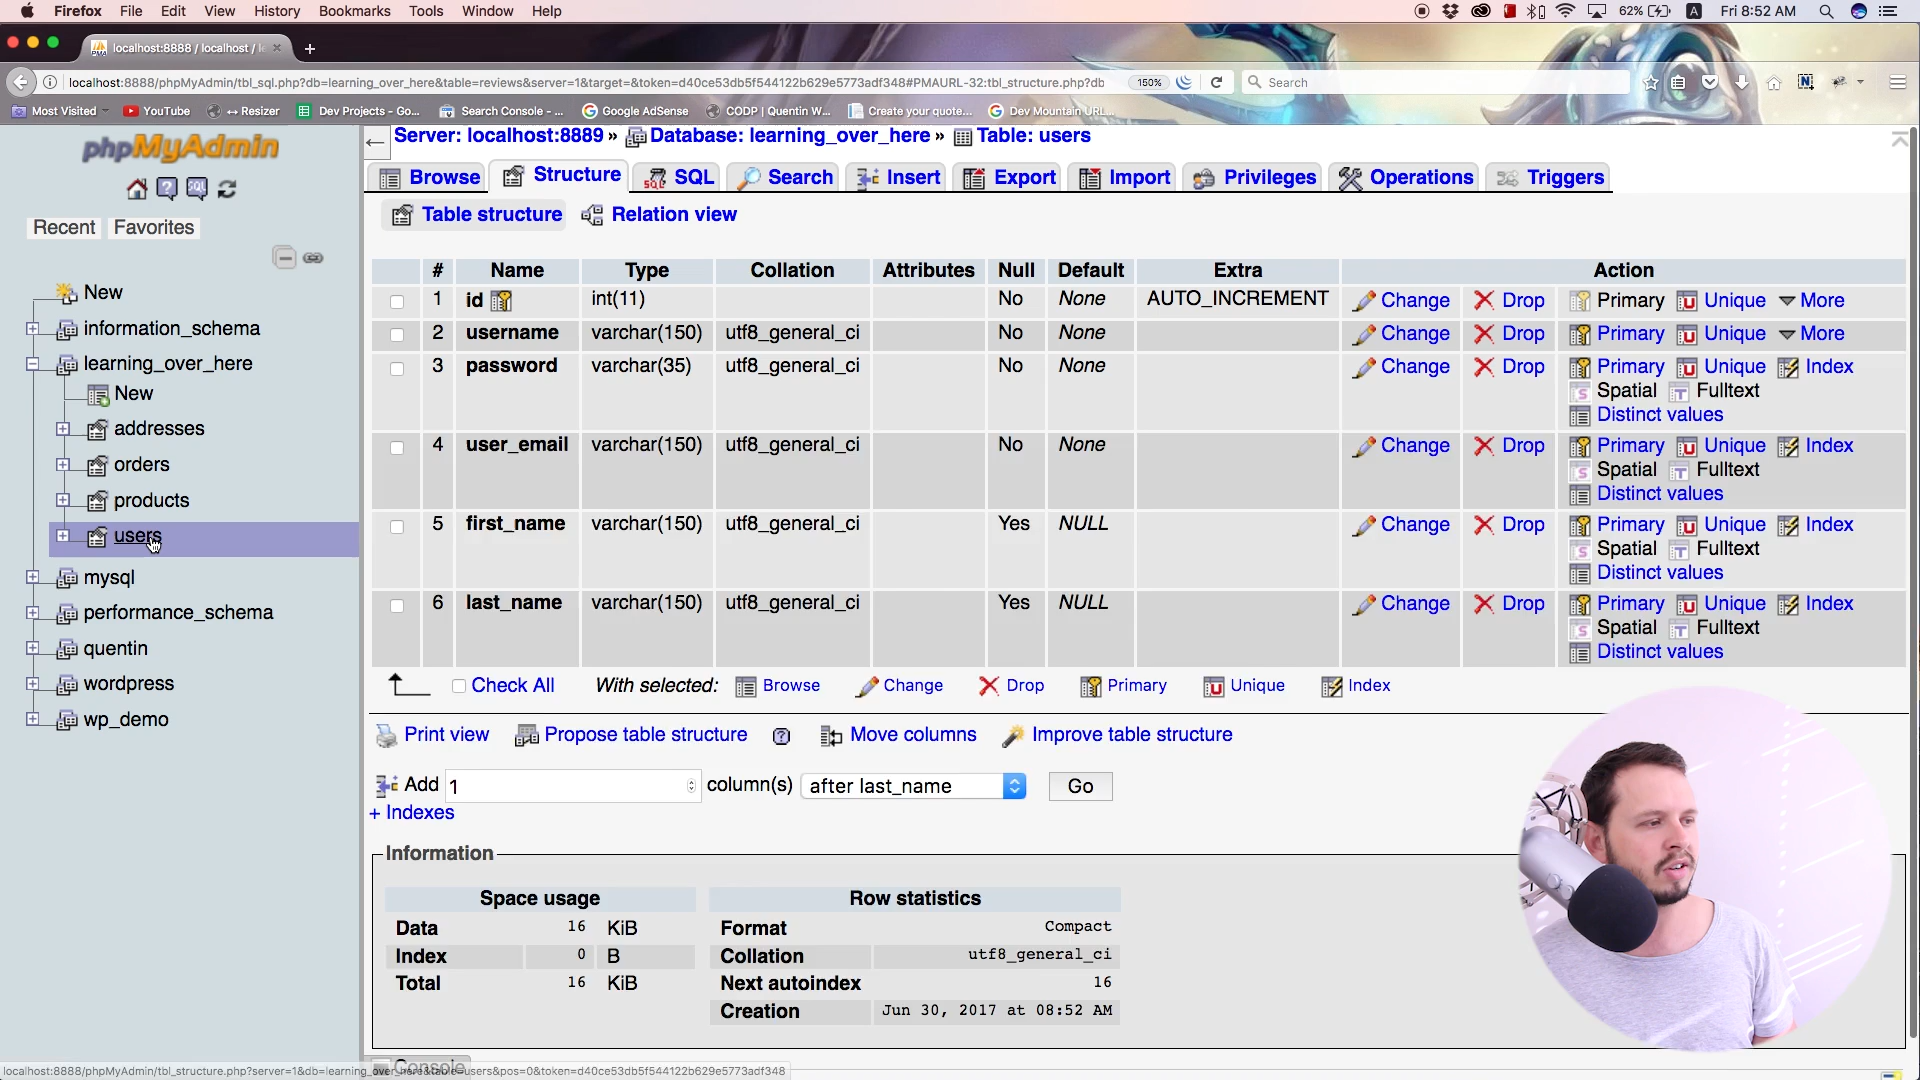 Firefox File Edit View History Bookmarks Tools Window Help 62% A Fri 8:52 AM
localhost:8888 / localhost / l
localhost:8888/phpMyAdmin/tbl_sql.php?db=learning_over_here&table=reviews&server=1&target=&token=d40ce53db5f544122b629e5773adf348#PMAURL-32:tbl_structure.php?db 150% Search
Most Visited YouTube ↔ Resizer Dev Projects - Go... Search Console - ... Google AdSense CODP | Quentin W... Create your quote... Dev Mountain URL...
phpMyAdmin
Recent Favorites
New
information_schema
learning_over_here
New
addresses
orders
products
users
mysql
performance_schema
quentin
wordpress
wp_demo
Server: localhost:8889 » Database: learning_over_here » Table: users
Browse Structure SQL Search Insert Export Import Privileges Operations Triggers
Table structure Relation view
# Name Type Collation Attributes Null Default Extra Action
1 id int(11) No None AUTO_INCREMENT Change Drop Primary Unique More
2 username varchar(150) utf8_general_ci No None Change Drop Primary Unique More
3 password varchar(35) utf8_general_ci No None Change Drop Primary Unique Index
Spatial Fulltext
Distinct values
4 user_email varchar(150) utf8_general_ci No None Change Drop Primary Unique Index
Spatial Fulltext
Distinct values
5 first_name varchar(150) utf8_general_ci Yes NULL Change Drop Primary Unique Index
Spatial Fulltext
Distinct values
6 last_name varchar(150) utf8_general_ci Yes NULL Change Drop Primary Unique Index
Spatial Fulltext
Distinct values
Check All With selected: Browse Change Drop Primary Unique Index
Print view Propose table structure Move columns Improve table structure
Add 1 column(s) after last_name Go
+ Indexes
Information
Space usage
Data 16 KiB
Index 0 B
Total 16 KiB
Row statistics
Format Compact
Collation utf8_general_ci
Next autoindex 16
Creation Jun 30, 2017 at 08:52 AM
Console
localhost:8888/phpMyAdmin/tbl_structure.php?server=1&db=learning_over_here&table=users&pos=0&token=d40ce53db5f544122b629e5773adf348